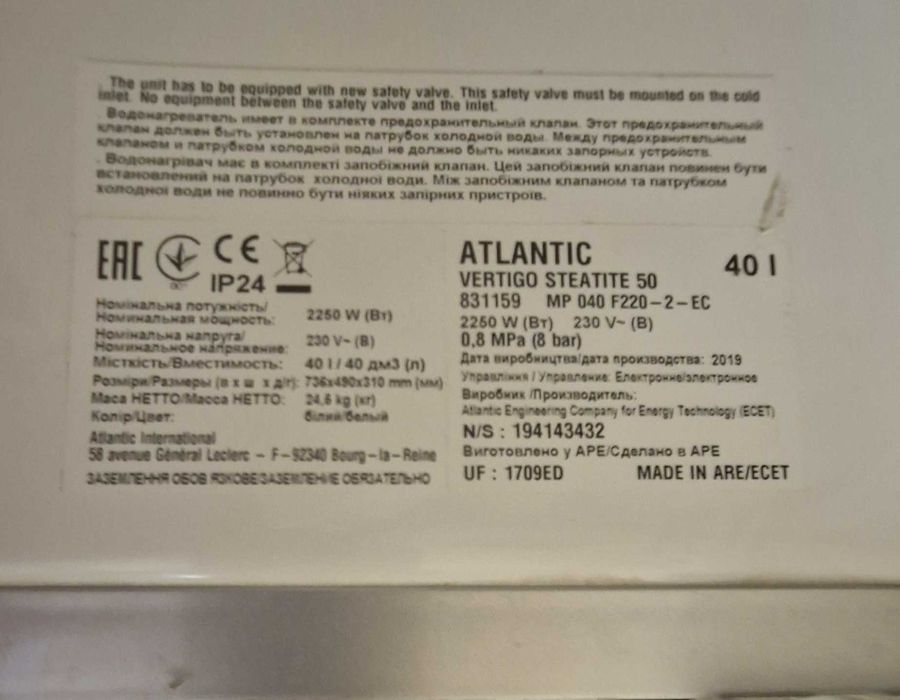 The unit has to be equipped with new safety valve. This safety valve must be mounted on the cold
inlet. No equipment between the safety valve and the inlet.
. Водонагреватель имеет в комплекте предохранительный клапан. Этот предохранительный
клапан должен быть установлен на патрубок холодной воды. Между предохранительным
клапаном и патрубком холодной воды не должно быть никаких запорных устройств.
. Водонагрівач має в комплекті запобіжний клапан. Цей запобіжний клапан повинен бути
встановлений на патрубок холодної води. Між запобіжним клапаном та патрубком
холодної води не повинно бути ніяких запірних пристроїв.
EAC CE
IP24
Номінальна потужність/
Номинальная мощность: 2250 W (Вт)
Номінальна напруга/
Номинальное напряжение: 230 V~ (В)
Місткість/Вместимость: 40 l / 40 дм3 (л)
Розміри/Размеры (в x ш x д/г): 736x490x310 mm (мм)
Маса НЕТТО/Масса НЕТТО: 24,6 kg (кг)
Колір/Цвет: білий/белый
Atlantic International
58 avenue Général Leclerc - F-92340 Bourg-la-Reine
ЗАЗЕМЛЕННЯ ОБОВ'ЯЗКОВЕ/ЗАЗЕМЛЕНИЕ ОБЯЗАТЕЛЬНО
ATLANTIC 40 l
VERTIGO STEATITE 50
831159 MP 040 F220-2-EC
2250 W (Вт) 230 V~ (В)
0,8 MPa (8 bar)
Дата виробництва/дата производства: 2019
Управління / Управление: Електронне/электронное
Виробник /Производитель:
Atlantic Engineering Company for Energy Technology (ECET)
N/S : 194143432
Виготовлено у АРЕ/Сделано в АРЕ
UF : 1709ED MADE IN ARE/ECET